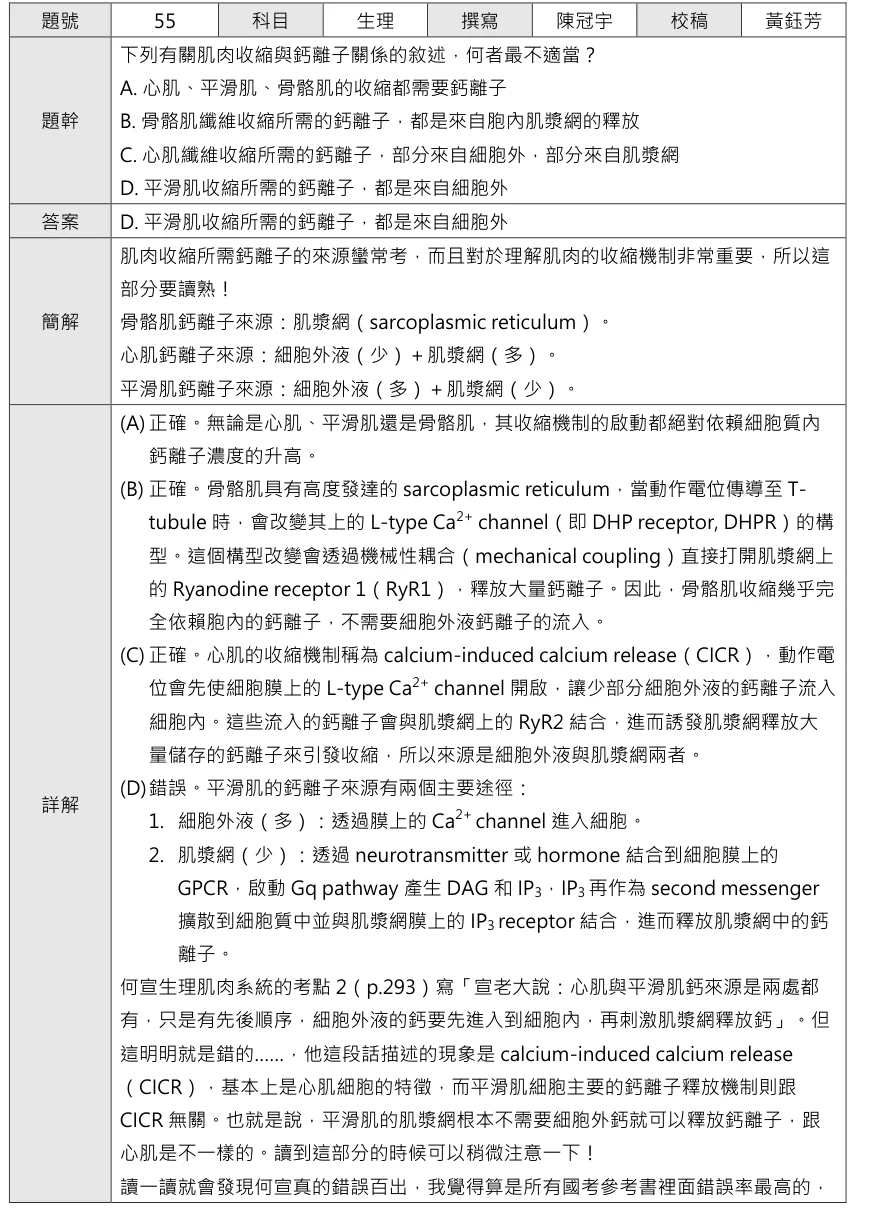 題號 55 科目 生理 撰寫 陳冠宇 校稿 黃鈺芳
題幹
下列有關肌肉收縮與鈣離子關係的敘述，何者最不適當？
A. 心肌、平滑肌、骨骼肌的收縮都需要鈣離子
B. 骨骼肌纖維收縮所需的鈣離子，都是來自胞內肌漿網的釋放
C. 心肌纖維收縮所需的鈣離子，部分來自細胞外，部分來自肌漿網
D. 平滑肌收縮所需的鈣離子，都是來自細胞外
答案 D. 平滑肌收縮所需的鈣離子，都是來自細胞外
簡解
肌肉收縮所需鈣離子的來源蠻常考，而且對於理解肌肉的收縮機制非常重要，所以這
部分要讀熟！
骨骼肌鈣離子來源：肌漿網（sarcoplasmic reticulum）。
心肌鈣離子來源：細胞外液（少）+ 肌漿網（多）。
平滑肌鈣離子來源：細胞外液（多）+ 肌漿網（少）。
詳解
(A) 正確。無論是心肌、平滑肌還是骨骼肌，其收縮機制的啟動都絕對依賴細胞質內
鈣離子濃度的升高。
(B) 正確。骨骼肌具有高度發達的 sarcoplasmic reticulum，當動作電位傳導至 T-
tubule 時，會改變其上的 L-type Ca²⁺ channel（即 DHP receptor, DHPR）的構
型。這個構型改變會透過機械性耦合（mechanical coupling）直接打開肌漿網上
的 Ryanodine receptor 1（RyR1），釋放大量鈣離子。因此，骨骼肌收縮幾乎完
全依賴胞內的鈣離子，不需要細胞外液鈣離子的流入。
(C) 正確。心肌的收縮機制稱為 calcium-induced calcium release（CICR），動作電
位會先使細胞膜上的 L-type Ca²⁺ channel 開啟，讓少部分細胞外液的鈣離子流入
細胞內。這些流入的鈣離子會與肌漿網上的 RyR2 結合，進而誘發肌漿網釋放大
量儲存的鈣離子來引發收縮，所以來源是細胞外液與肌漿網兩者。
(D) 錯誤。平滑肌的鈣離子來源有兩個主要途徑：
1. 細胞外液（多）：透過膜上的 Ca²⁺ channel 進入細胞。
2. 肌漿網（少）：透過 neurotransmitter 或 hormone 結合到細胞膜上的
GPCR，啟動 Gq pathway 產生 DAG 和 IP₃，IP₃ 再作為 second messenger
擴散到細胞質中並與肌漿網膜上的 IP₃ receptor 結合，進而釋放肌漿網中的鈣
離子。
何宣生理肌肉系統的考點 2（p.293）寫「宣老大說：心肌與平滑肌鈣來源是兩處都
有，只是有先後順序，細胞外液的鈣要先進入到細胞內，再刺激肌漿網釋放鈣」。但
這明明就是錯的......，他這段話描述的現象是 calcium-induced calcium release
（CICR），基本上是心肌細胞的特徵，而平滑肌細胞主要的鈣離子釋放機制則跟
CICR 無關。也就是說，平滑肌的肌漿網根本不需要細胞外鈣就可以釋放鈣離子，跟
心肌是不一樣的。讀到這部分的時候可以稍微注意一下！
讀一讀就會發現何宣真的錯誤百出，我覺得算是所有國考參考書裡面錯誤率最高的，